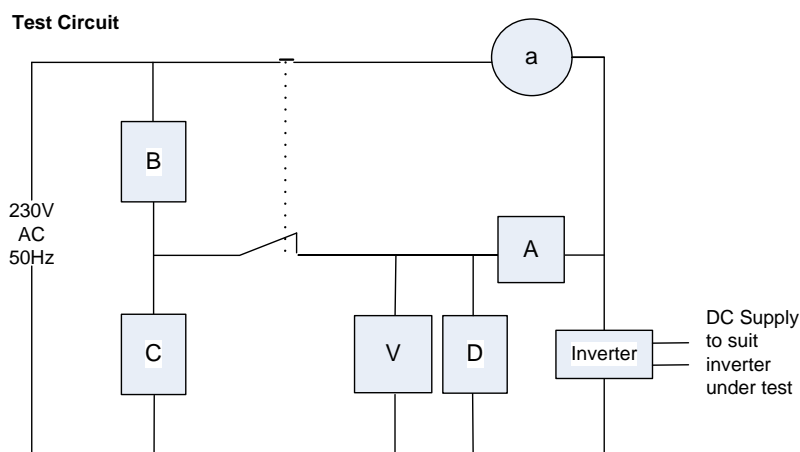 Test Circuit
a
B
230V
AC
50Hz
A
C
V
D
Inverter
DC Supply
to suit
inverter
under test